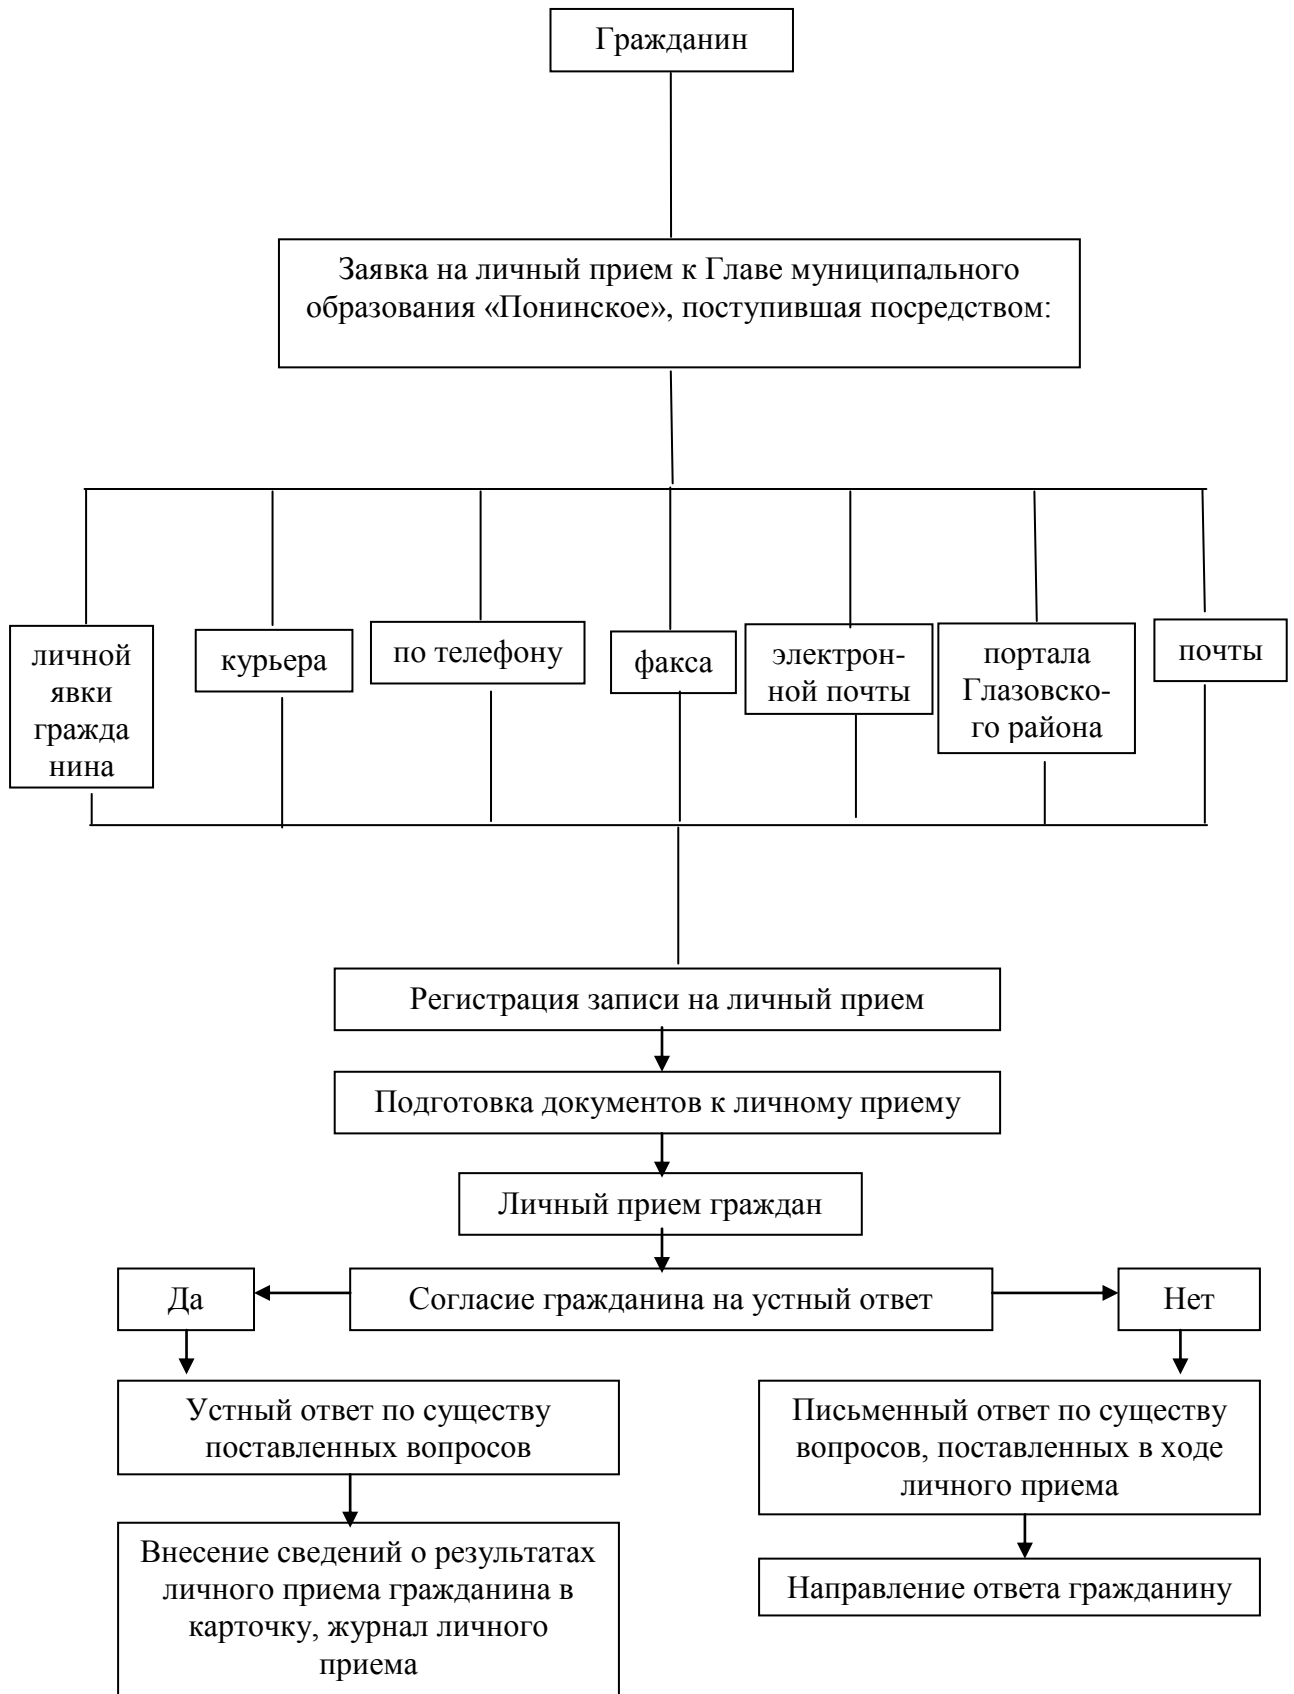 Гражданин
Заявка на личный прием к Главе муниципального
образования «Понинское», поступившая посредством:
личной
явки
гражда
нина
курьера
по телефону
факса
электрон-
ной почты
портала
Глазовско-
го района
почты
Регистрация записи на личный прием
Подготовка документов к личному приему
Личный прием граждан
Да
Согласие гражданина на устный ответ
Нет
Устный ответ по существу
поставленных вопросов
Письменный ответ по существу
вопросов, поставленных в ходе
личного приема
Внесение сведений о результатах
личного приема гражданина в
карточку, журнал личного
приема
Направление ответа гражданину